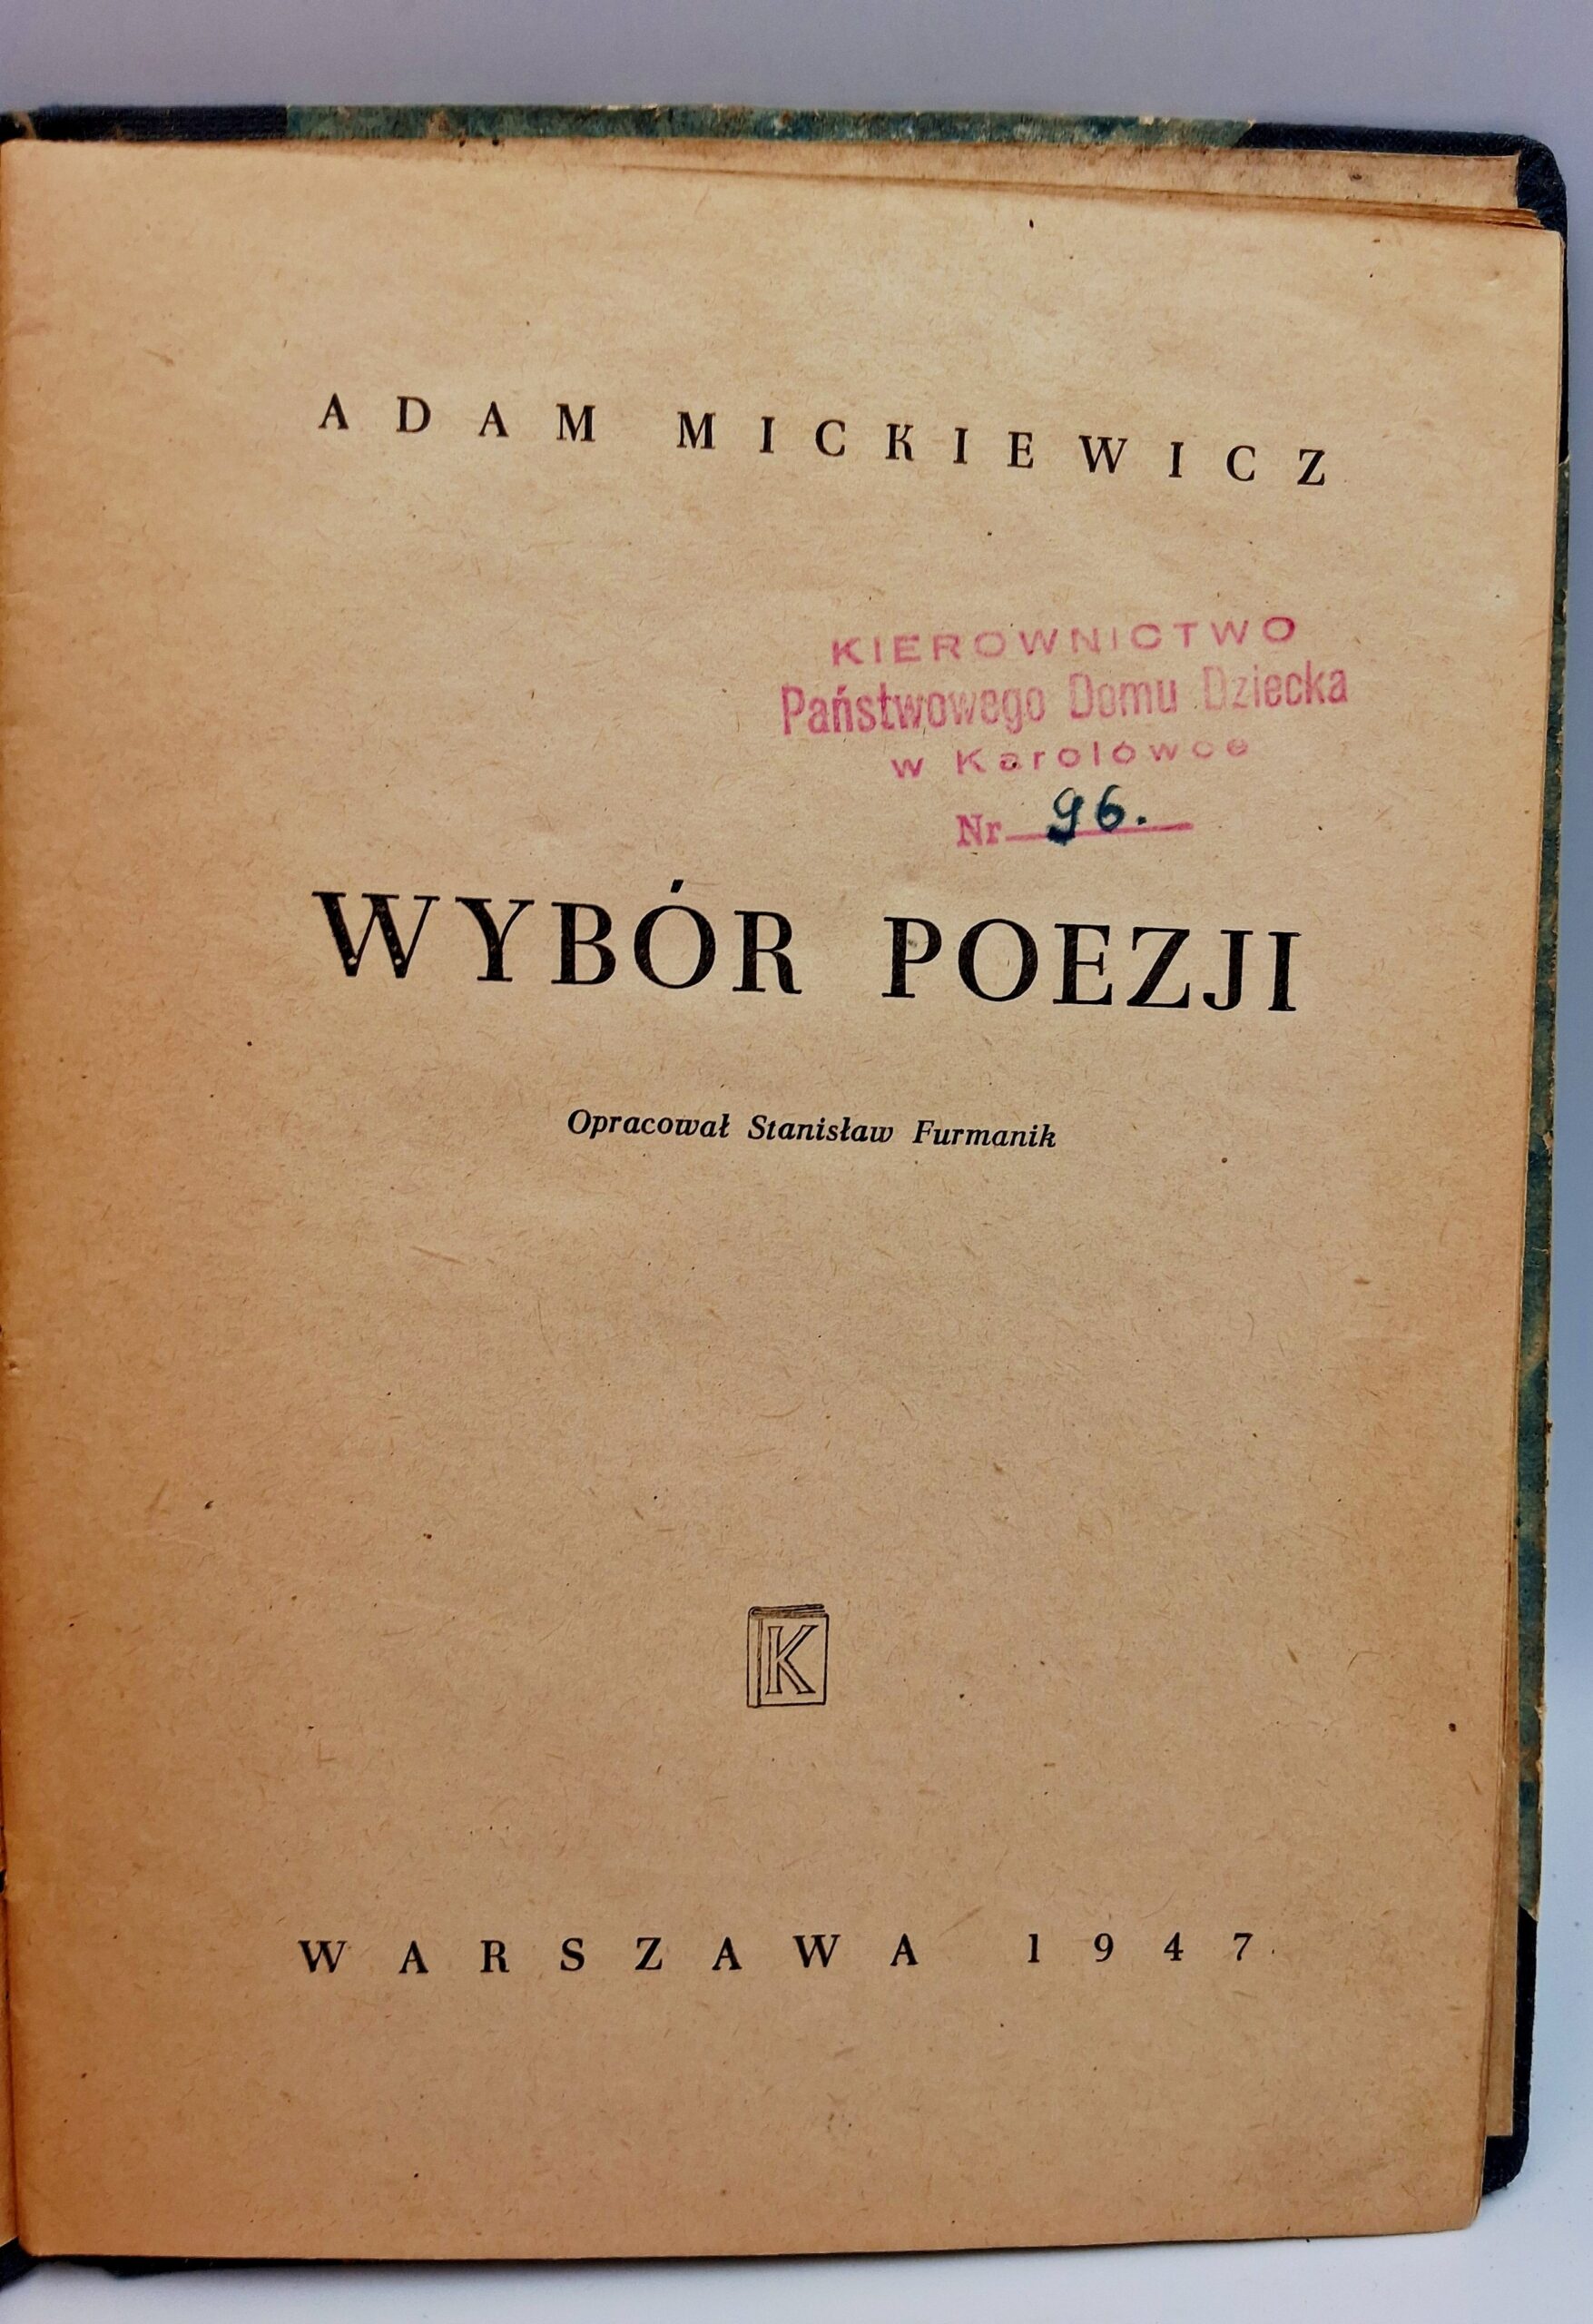 ADAM MICKIEWICZ
KIEROWNICTWO
Państwowego Domu Dziecka
w Karolówce
Nr 96.
WYBÓR POEZJI
Opracował Stanisław Furmanik
K
WARSZAWA 1947